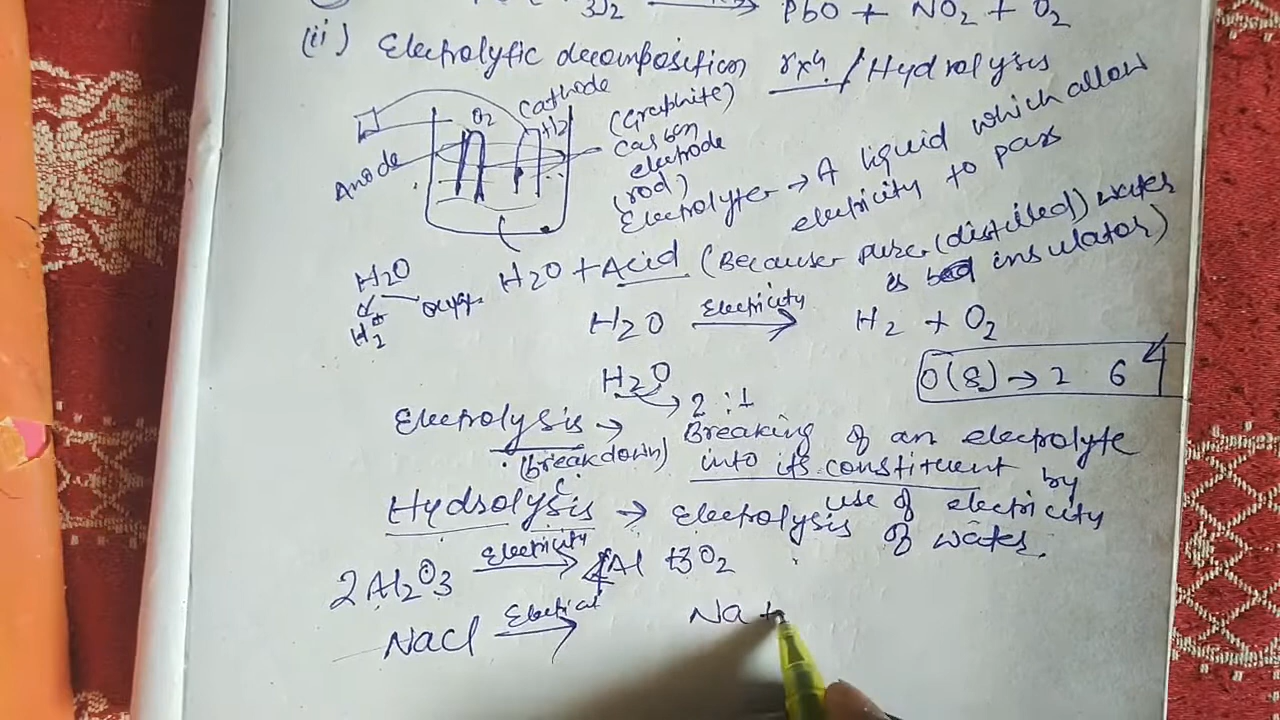 3)2 → PbO + NO2 + O2
(ii) Electrolytic decomposition rxn / Hydrolysis
Cathode
O2
H2
Anode
(Graphite)
Carbon
electrode
(rod)
Electrolyte → A liquid which allow
electricity to pass
H2O + Acid (Because pure (distilled) water
is insulator)
H2O
H2
H2O Electricity → H2 + O2
H2O
→ 2 : 1
O(8) → 2 6
Electrolysis → Breaking of an electrolyte
(breakdown) into its constituent by
use of electricity
Hydrolysis → Electrolysis of water.
2Al2O3 Electricity → 4Al + 3O2
NaCl Electricit → Na +